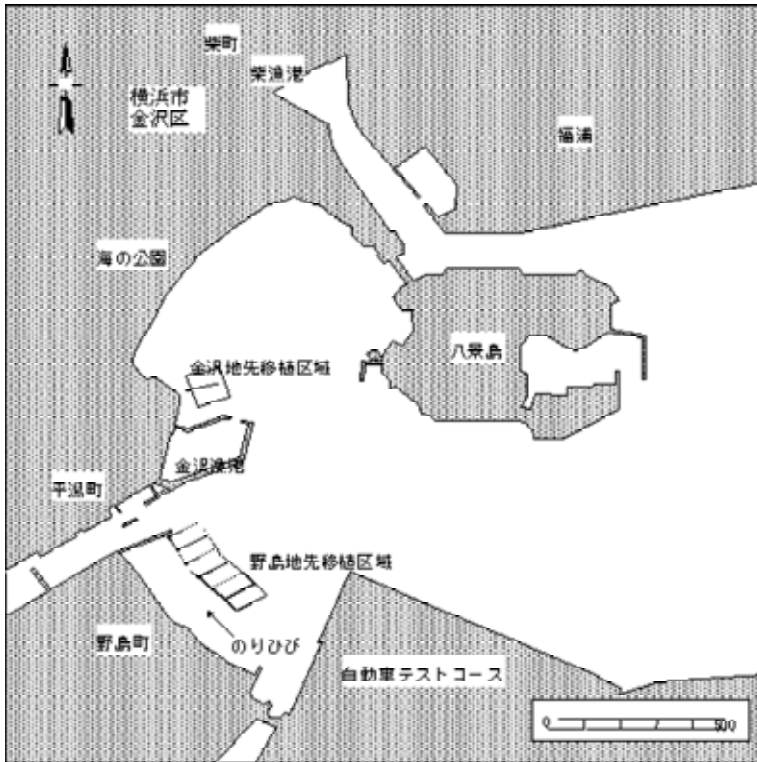 柴町
柴漁港
横浜市
金沢区
福浦
海の公園
八景島
金沢地先移植区域
金沢漁港
平潟町
野島地先移植区域
野島町
のりひび
自動車テストコース
0
500